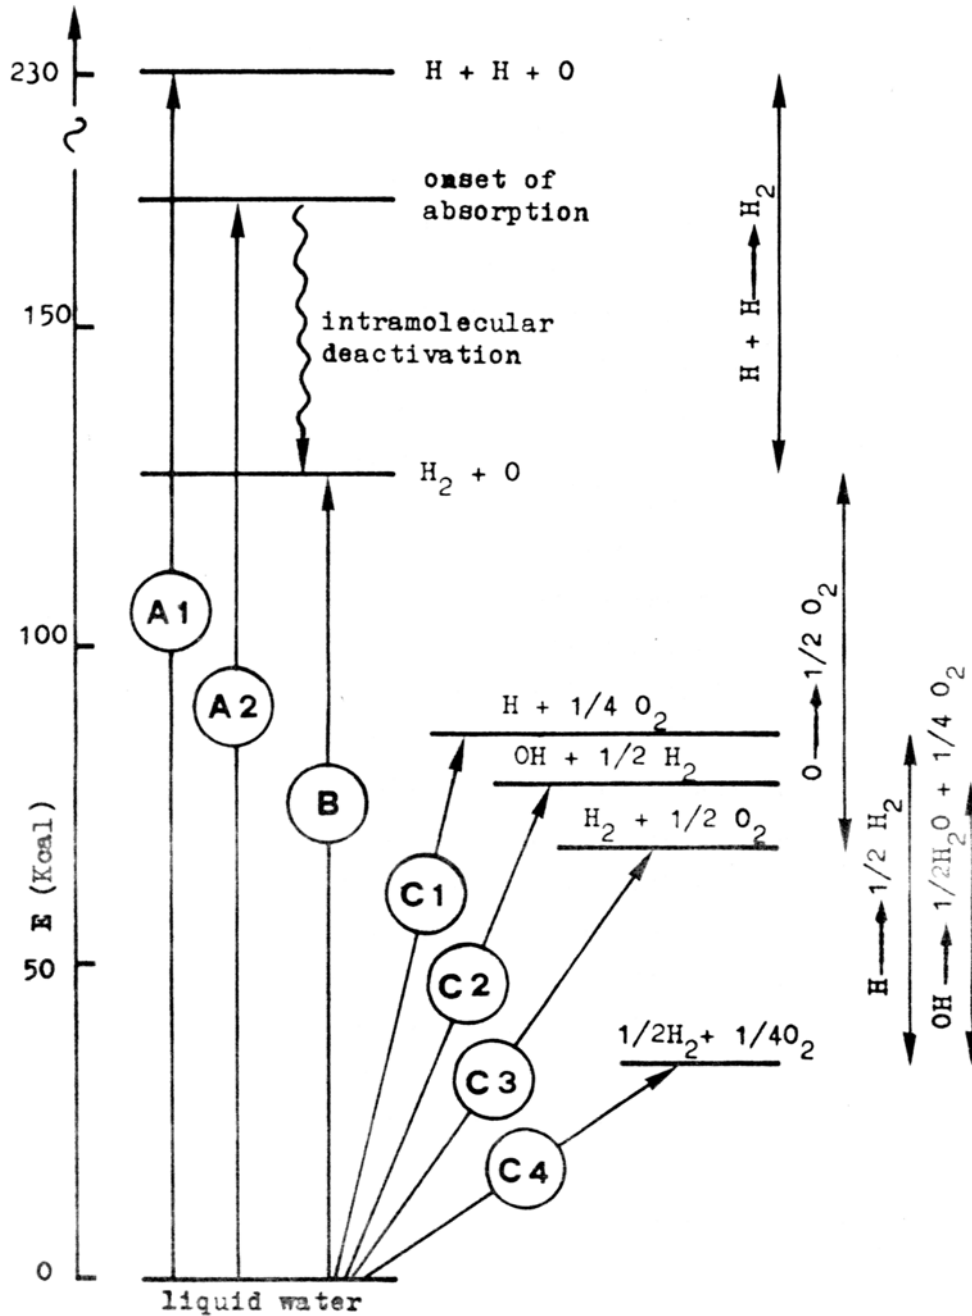 230
H + H + O
onset of
absorption
H + H → H2
150
intramolecular
deactivation
H2 + O
A1
100
A2
O → 1/2 O2
H + 1/4 O2
OH + 1/2 H2
B
H2 + 1/2 O2
H → 1/2 H2
OH → 1/2H2O + 1/4 O2
E (Kcal)
C1
50
C2
1/2H2+ 1/4O2
C3
C4
0
liquid water